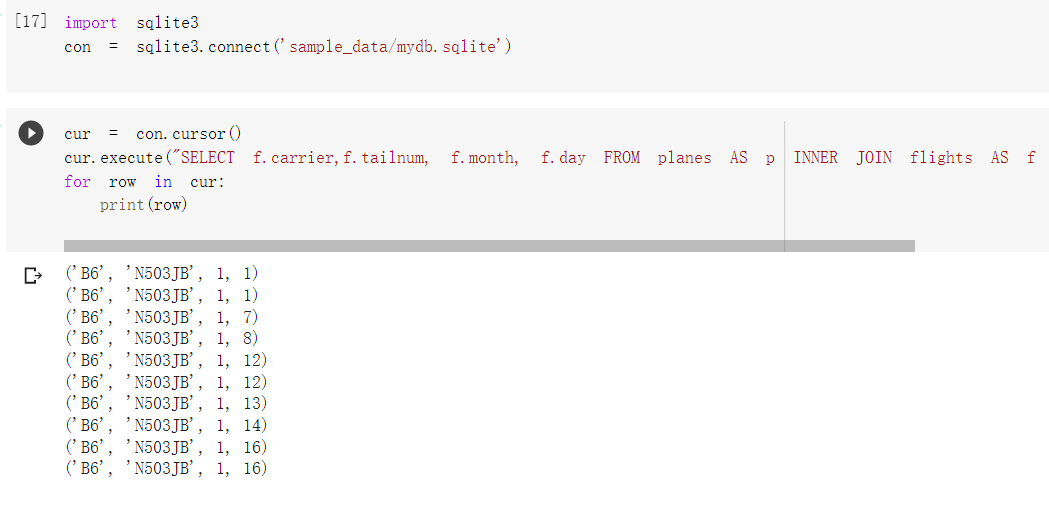 [17] import sqlite3
con = sqlite3.connect('sample_data/mydb.sqlite')
cur = con.cursor()
cur.execute("SELECT f.carrier,f.tailnum, f.month, f.day FROM planes AS p INNER JOIN flights AS f
for row in cur:
print(row)
('B6', 'N503JB', 1, 1)
('B6', 'N503JB', 1, 1)
('B6', 'N503JB', 1, 7)
('B6', 'N503JB', 1, 8)
('B6', 'N503JB', 1, 12)
('B6', 'N503JB', 1, 12)
('B6', 'N503JB', 1, 13)
('B6', 'N503JB', 1, 14)
('B6', 'N503JB', 1, 16)
('B6', 'N503JB', 1, 16)